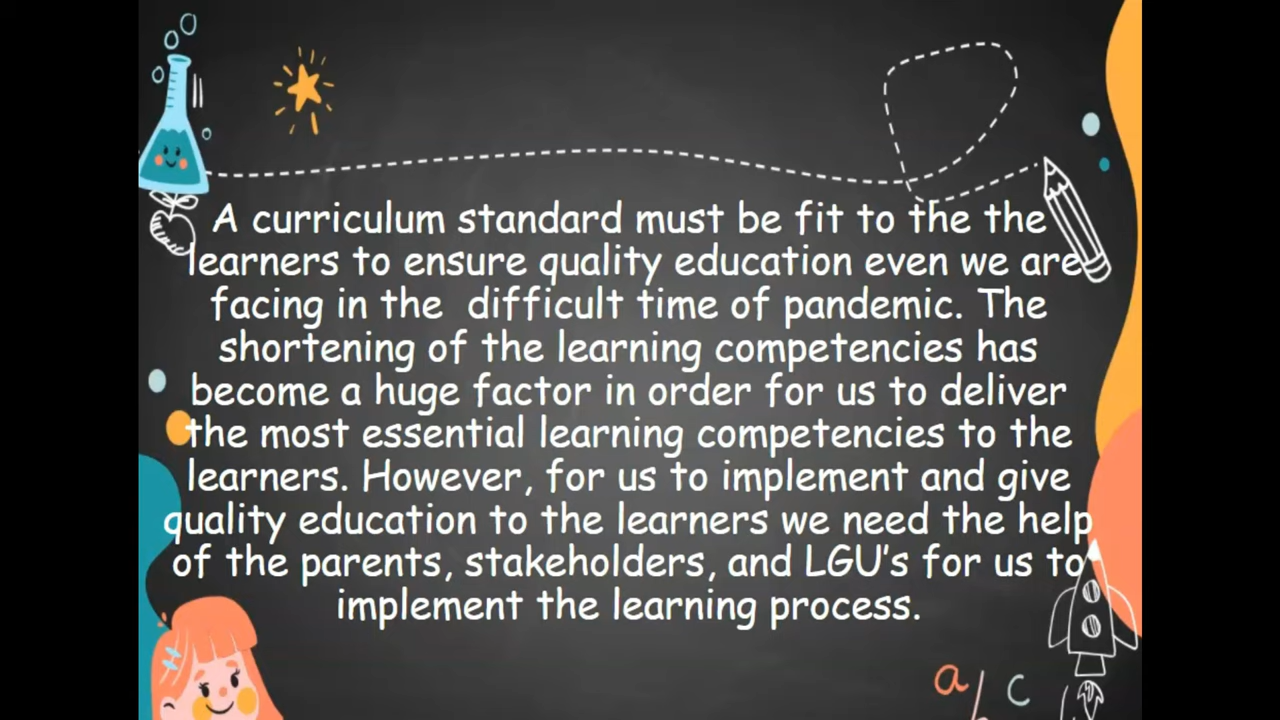 A curriculum standard must be fit to the the
learners to ensure quality education even we are
facing in the difficult time of pandemic. The
shortening of the learning competencies has
become a huge factor in order for us to deliver
the most essential learning competencies to the
learners. However, for us to implement and give
quality education to the learners we need the help
of the parents, stakeholders, and LGU's for us to
implement the learning process.
a c